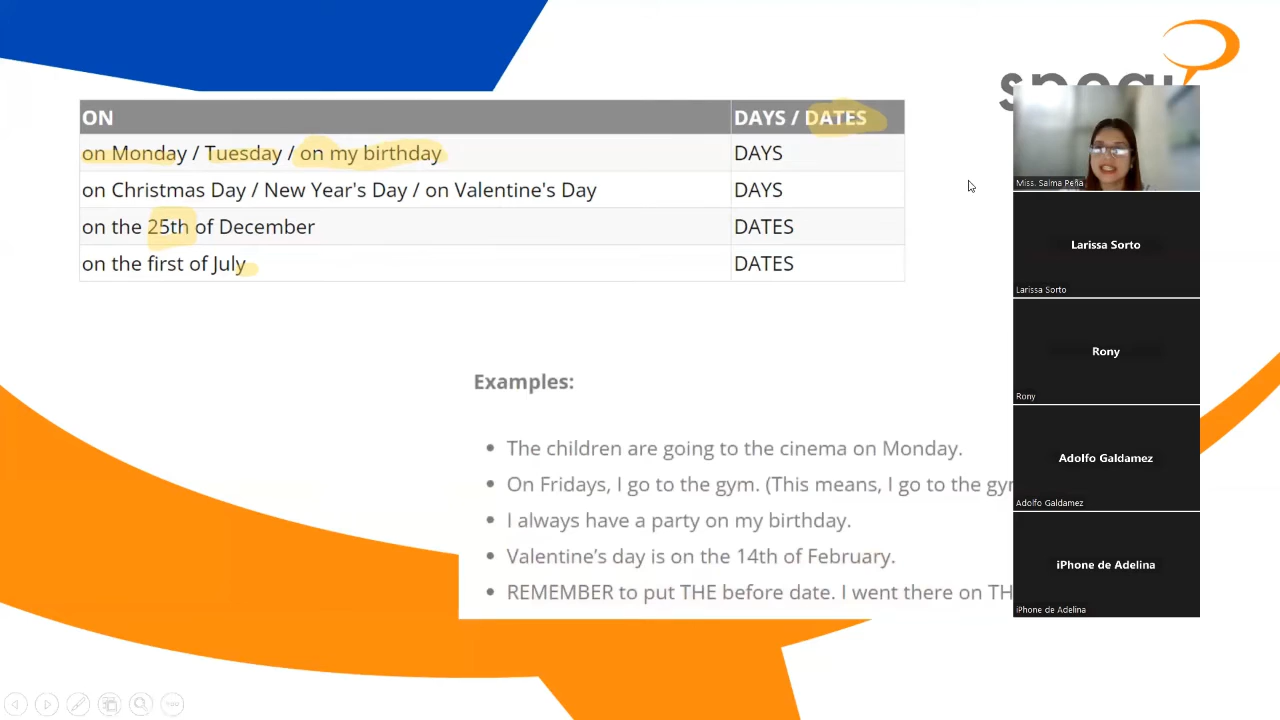 ON DAYS / DATES
on Monday / Tuesday / on my birthday DAYS
on Christmas Day / New Year's Day / on Valentine's Day DAYS
on the 25th of December DATES
on the first of July DATES
Examples:
• The children are going to the cinema on Monday.
• On Fridays, I go to the gym. (This means, I go to the
• I always have a party on my birthday.
• Valentine's day is on the 14th of February.
• REMEMBER to put THE before date. I went there on
Miss. Salma Peña
Larissa Sorto
Larissa Sorto
Rony
Rony
Adolfo Galdamez
Adolfo Galdamez
iPhone de Adelina
iPhone de Adelina